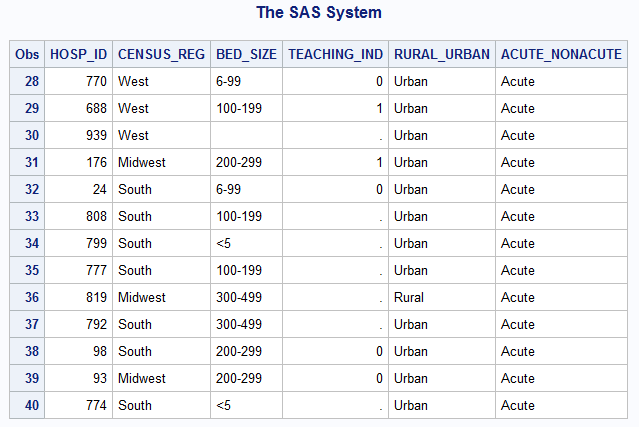 The SAS System
Obs HOSP_ID CENSUS_REG BED_SIZE TEACHING_IND RURAL_URBAN ACUTE_NONACUTE
28 770 West 6-99 0 Urban Acute
29 688 West 100-199 1 Urban Acute
30 939 West . Urban Acute
31 176 Midwest 200-299 1 Urban Acute
32 24 South 6-99 0 Urban Acute
33 808 South 100-199 . Urban Acute
34 799 South <5 . Urban Acute
35 777 South 100-199 . Urban Acute
36 819 Midwest 300-499 . Rural Acute
37 792 South 300-499 . Urban Acute
38 98 South 200-299 0 Urban Acute
39 93 Midwest 200-299 0 Urban Acute
40 774 South <5 . Urban Acute